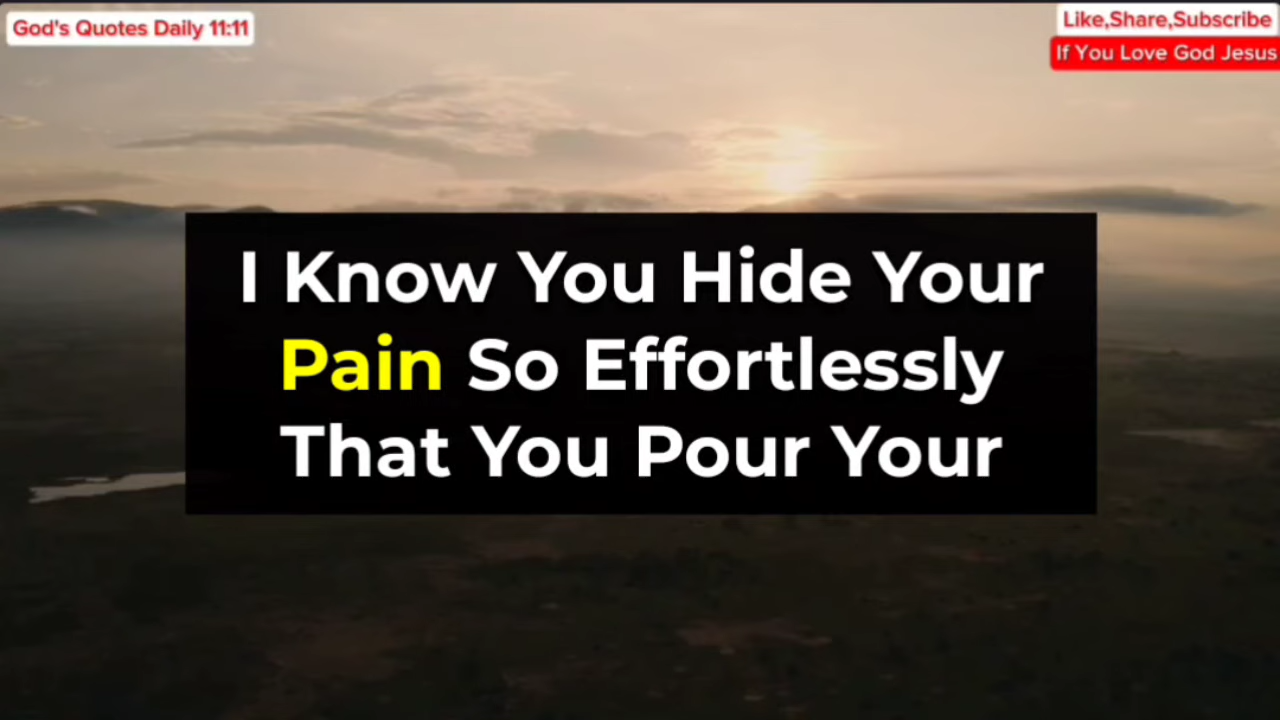 God's Quotes Daily 11:11
Like,Share,Subscribe
If You Love God Jesus
I Know You Hide Your
Pain So Effortlessly
That You Pour Your